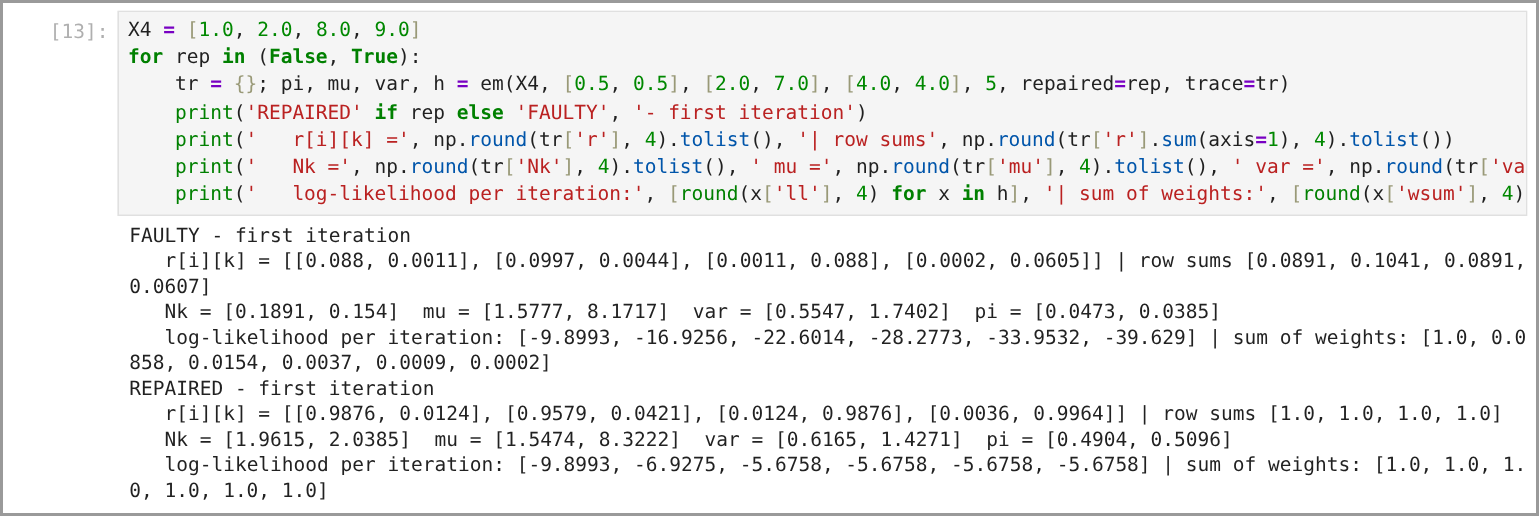 [13]:
X4 = [1.0, 2.0, 8.0, 9.0]
for rep in (False, True):
    tr = {}; pi, mu, var, h = em(X4, [0.5, 0.5], [2.0, 7.0], [4.0, 4.0], 5, repaired=rep, trace=tr)
    print('REPAIRED' if rep else 'FAULTY', '- first iteration')
    print('   r[i][k] =', np.round(tr['r'], 4).tolist(), '| row sums', np.round(tr['r'].sum(axis=1), 4).tolist())
    print('   Nk =', np.round(tr['Nk'], 4).tolist(), ' mu =', np.round(tr['mu'], 4).tolist(), ' var =', np.round(tr['va
    print('   log-likelihood per iteration:', [round(x['ll'], 4) for x in h], '| sum of weights:', [round(x['wsum'], 4)
FAULTY - first iteration
   r[i][k] = [[0.088, 0.0011], [0.0997, 0.0044], [0.0011, 0.088], [0.0002, 0.0605]] | row sums [0.0891, 0.1041, 0.0891,
0.0607]
   Nk = [0.1891, 0.154]  mu = [1.5777, 8.1717]  var = [0.5547, 1.7402]  pi = [0.0473, 0.0385]
   log-likelihood per iteration: [-9.8993, -16.9256, -22.6014, -28.2773, -33.9532, -39.629] | sum of weights: [1.0, 0.0
858, 0.0154, 0.0037, 0.0009, 0.0002]
REPAIRED - first iteration
   r[i][k] = [[0.9876, 0.0124], [0.9579, 0.0421], [0.0124, 0.9876], [0.0036, 0.9964]] | row sums [1.0, 1.0, 1.0, 1.0]
   Nk = [1.9615, 2.0385]  mu = [1.5474, 8.3222]  var = [0.6165, 1.4271]  pi = [0.4904, 0.5096]
   log-likelihood per iteration: [-9.8993, -6.9275, -5.6758, -5.6758, -5.6758, -5.6758] | sum of weights: [1.0, 1.0, 1.
0, 1.0, 1.0, 1.0]